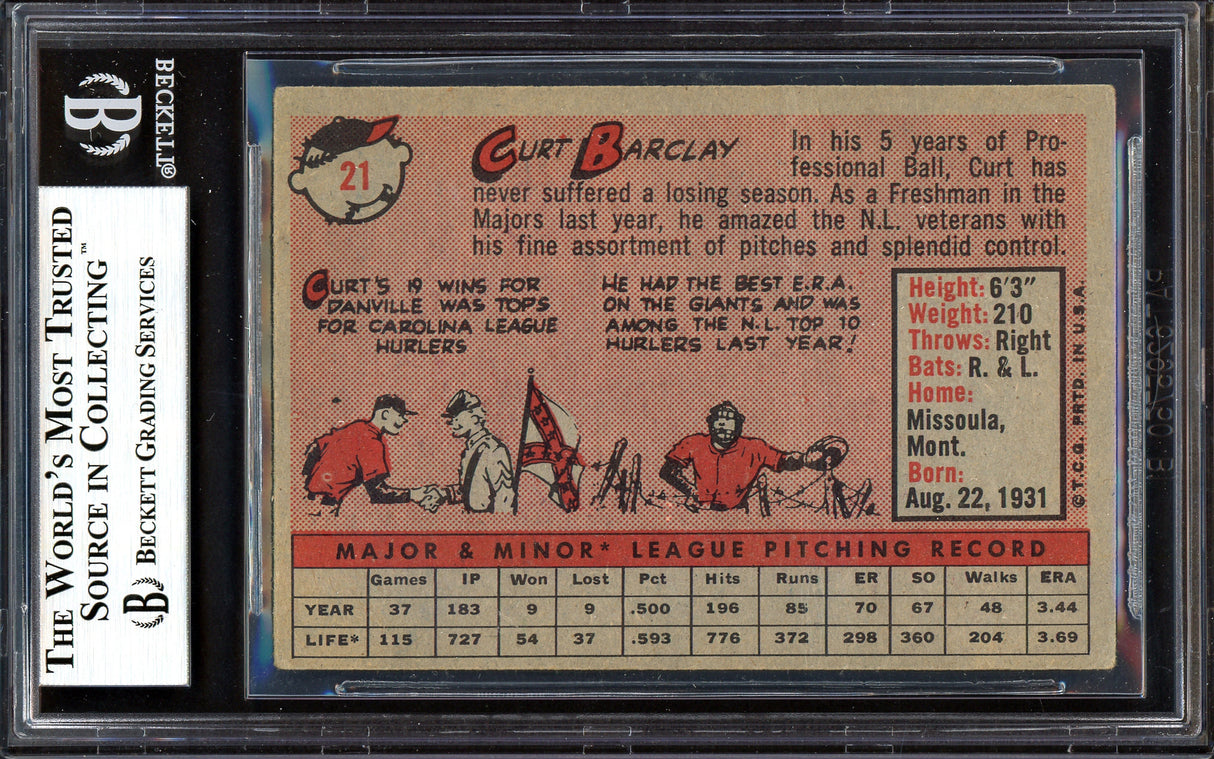 BECKETT®
B
THE WORLD'S MOST TRUSTED
SOURCE IN COLLECTING™
B BECKETT GRADING SERVICES
21
CURT BARCLAY
In his 5 years of Pro-
fessional Ball, Curt has
never suffered a losing season. As a Freshman in the
Majors last year, he amazed the N.L. veterans with
his fine assortment of pitches and splendid control.
CURT'S 19 WINS FOR
DANVILLE WAS TOPS
FOR CAROLINA LEAGUE
HURLERS
HE HAD THE BEST E.R.A.
ON THE GIANTS AND WAS
AMONG THE N.L. TOP 10
HURLERS LAST YEAR!
Height: 6'3"
Weight: 210
Throws: Right
Bats: R. & L.
Home:
Missoula,
Mont.
Born:
Aug. 22, 1931
© T.C.G. PRTD. IN U.S.A.
MAJOR & MINOR* LEAGUE PITCHING RECORD
Games IP Won Lost Pct Hits Runs ER SO Walks ERA
YEAR 37 183 9 9 .500 196 85 70 67 48 3.44
LIFE* 115 727 54 37 .593 776 372 298 360 204 3.69